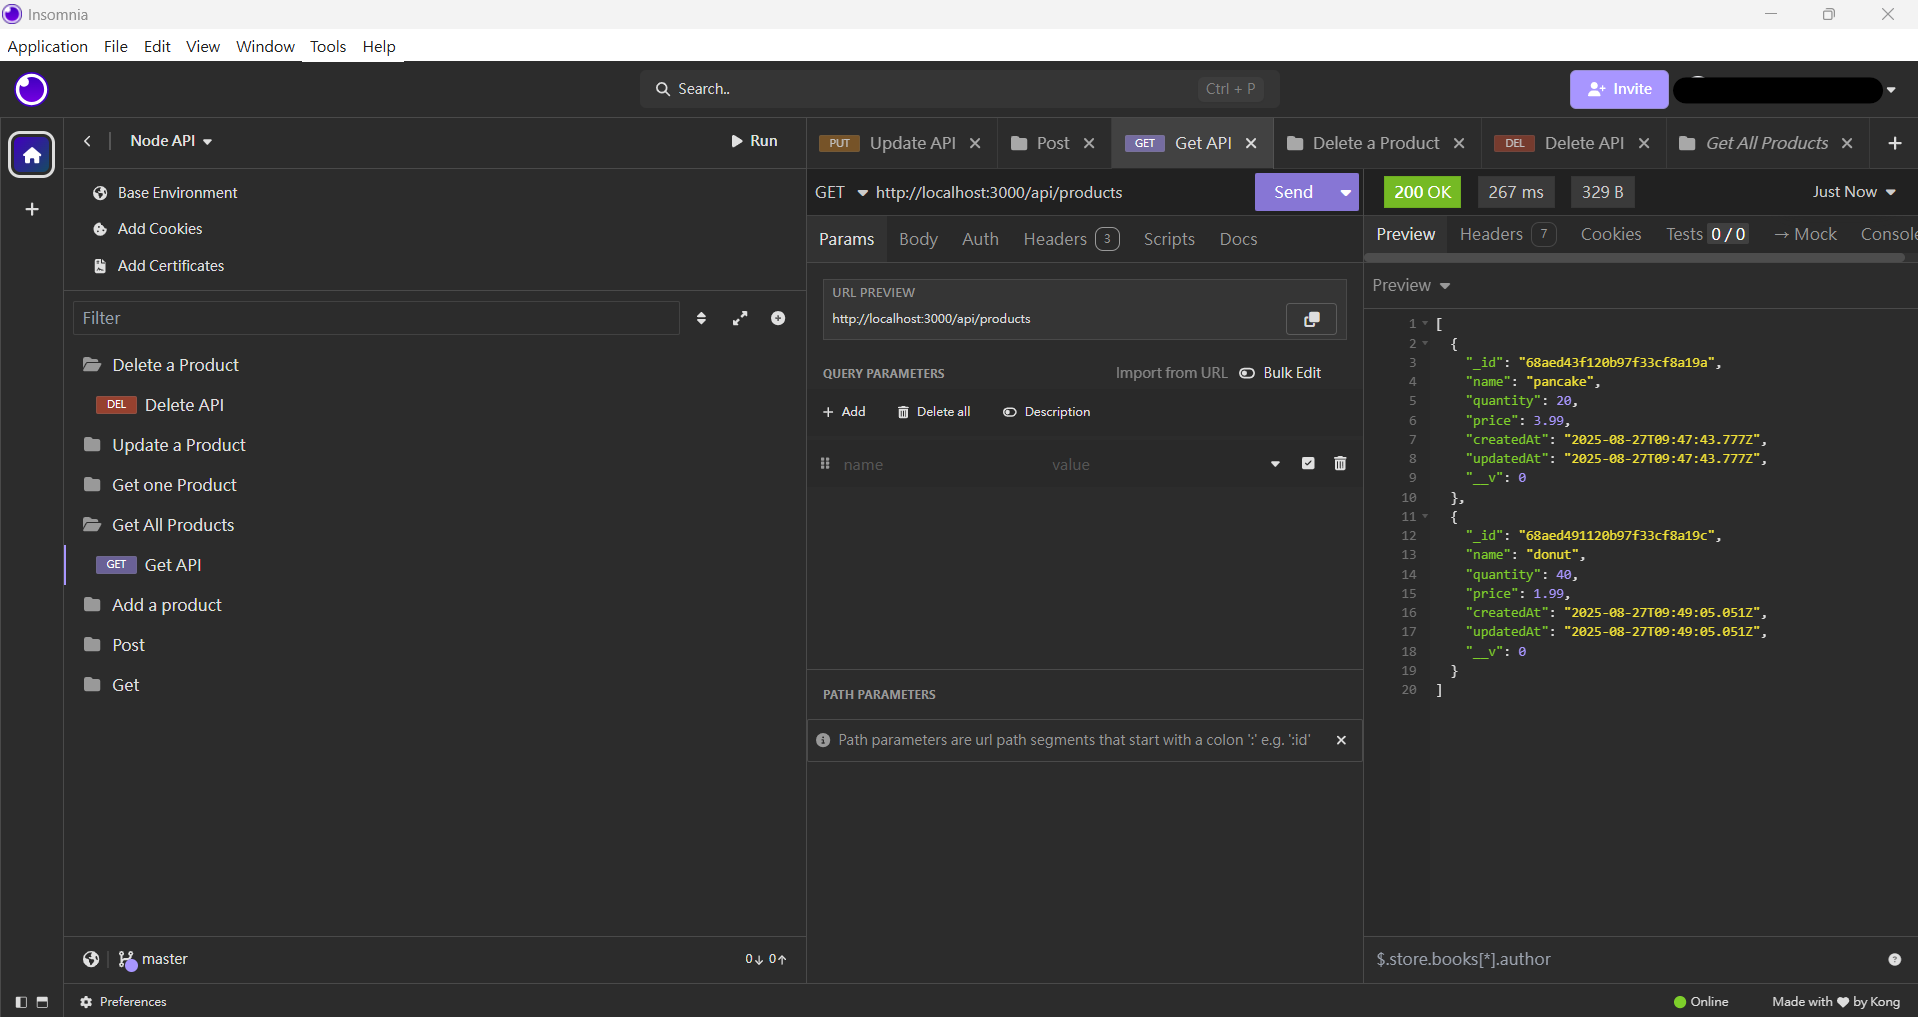 Insomnia
Application File Edit View Window Tools Help
Search.. Ctrl + P
Invite
Node API
Run
Base Environment
Add Cookies
Add Certificates
Filter
Delete a Product
DEL Delete API
Update a Product
Get one Product
Get All Products
GET Get API
Add a product
Post
Get
master
0↓ 0↑
Preferences
PUT Update API
Post
GET Get API
Delete a Product
DEL Delete API
Get All Products
GET http://localhost:3000/api/products
Send
Params Body Auth Headers 3 Scripts Docs
URL PREVIEW
http://localhost:3000/api/products
QUERY PARAMETERS
Import from URL Bulk Edit
+ Add Delete all Description
name value
PATH PARAMETERS
Path parameters are url path segments that start with a colon ':' e.g. ':id'
200 OK 267 ms 329 B Just Now
Preview Headers 7 Cookies Tests 0 / 0 → Mock Console
Preview
1 [
2 {
3 "_id": "68aed43f120b97f33cf8a19a",
4 "name": "pancake",
5 "quantity": 20,
6 "price": 3.99,
7 "createdAt": "2025-08-27T09:47:43.777Z",
8 "updatedAt": "2025-08-27T09:47:43.777Z",
9 "__v": 0
10 },
11 {
12 "_id": "68aed491120b97f33cf8a19c",
13 "name": "donut",
14 "quantity": 40,
15 "price": 1.99,
16 "createdAt": "2025-08-27T09:49:05.051Z",
17 "updatedAt": "2025-08-27T09:49:05.051Z",
18 "__v": 0
19 }
20 ]
$.store.books[*].author
Online
Made with ♥ by Kong